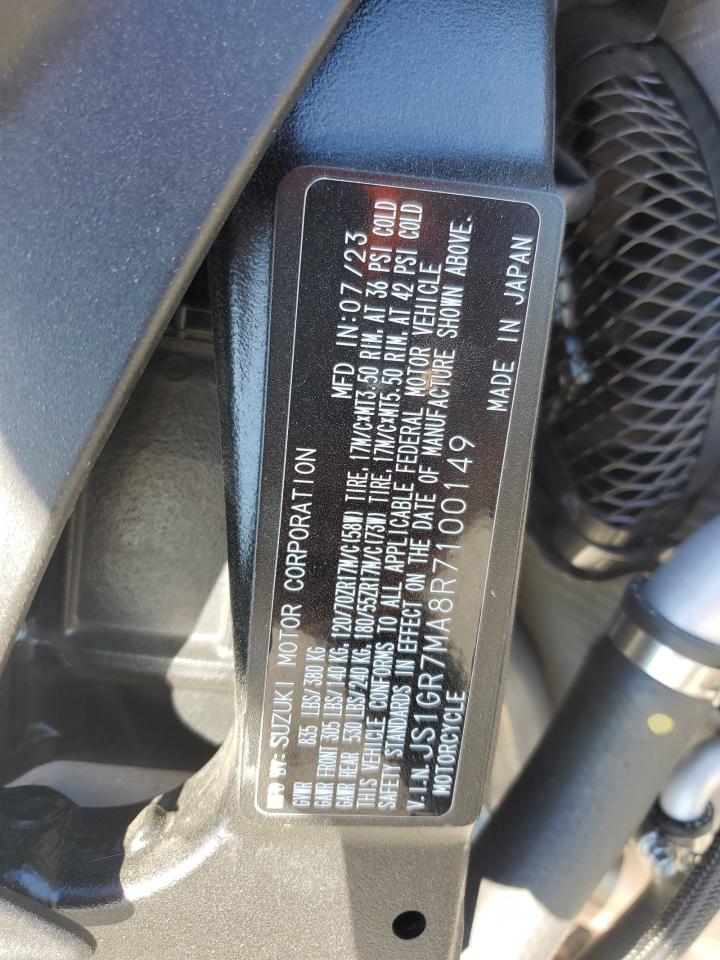 MFD BY: SUZUKI MOTOR CORPORATION MFD IN:07/23
GVWR 835 LBS/380 KG
GAWR FRONT 305 LBS/140 KG, 120/70ZR17M/C(58W) TIRE, 17M/C×MT3.50 RIM. AT 36 PSI COLD
GAWR REAR 530 LBS/240 KG, 180/55ZR17M/C(73W) TIRE, 17M/C×MT5.50 RIM. AT 42 PSI COLD
THIS VEHICLE CONFORMS TO ALL APPLICABLE FEDERAL MOTOR VEHICLE
SAFETY STANDARDS IN EFFECT ON THE DATE OF MANUFACTURE SHOWN ABOVE.
V.I.N. JS1GR7MA8R7100149
MOTORCYCLE MADE IN JAPAN